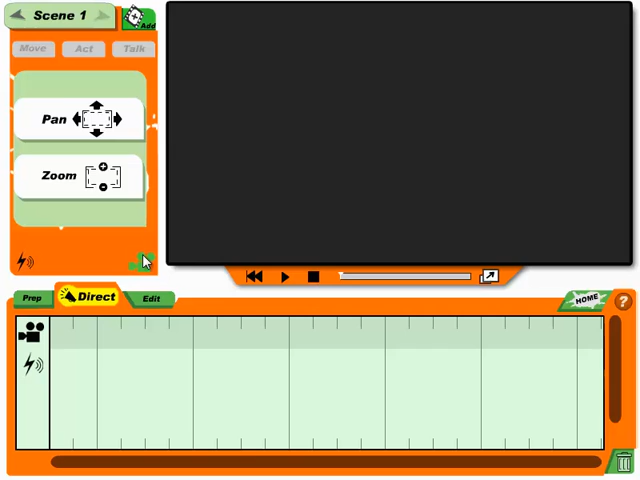 Scene 1
Add
Move Act Talk
Pan
Zoom
Prep Direct Edit HOME ?